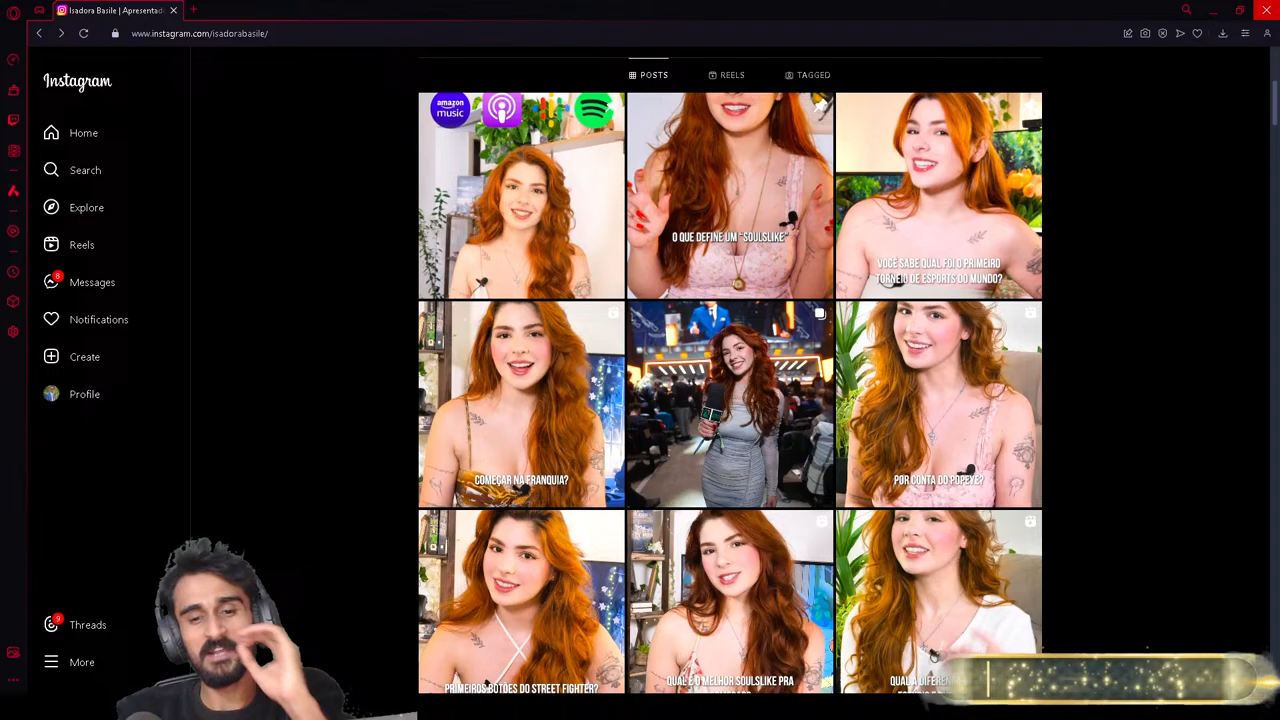 Isadora Basile | Apresentad
www.instagram.com/isadorabasile/
Instagram
Home
Search
Explore
Reels
8
Messages
Notifications
Create
Profile
9
Threads
More
POSTS
REELS
TAGGED
amazon
music
O QUE DEFINE UM "SOULSLIKE"
VOCÊ SABE QUAL FOI O PRIMEIRO
TORNEIO DE ESPORTS DO MUNDO?
COMEÇAR NA FRANQUIA?
POR CONTA DO POPEYE?
PRIMEIROS BOTÕES DO STREET FIGHTER?
QUAL É O MELHOR SOULSLIKE PRA
QUAL A